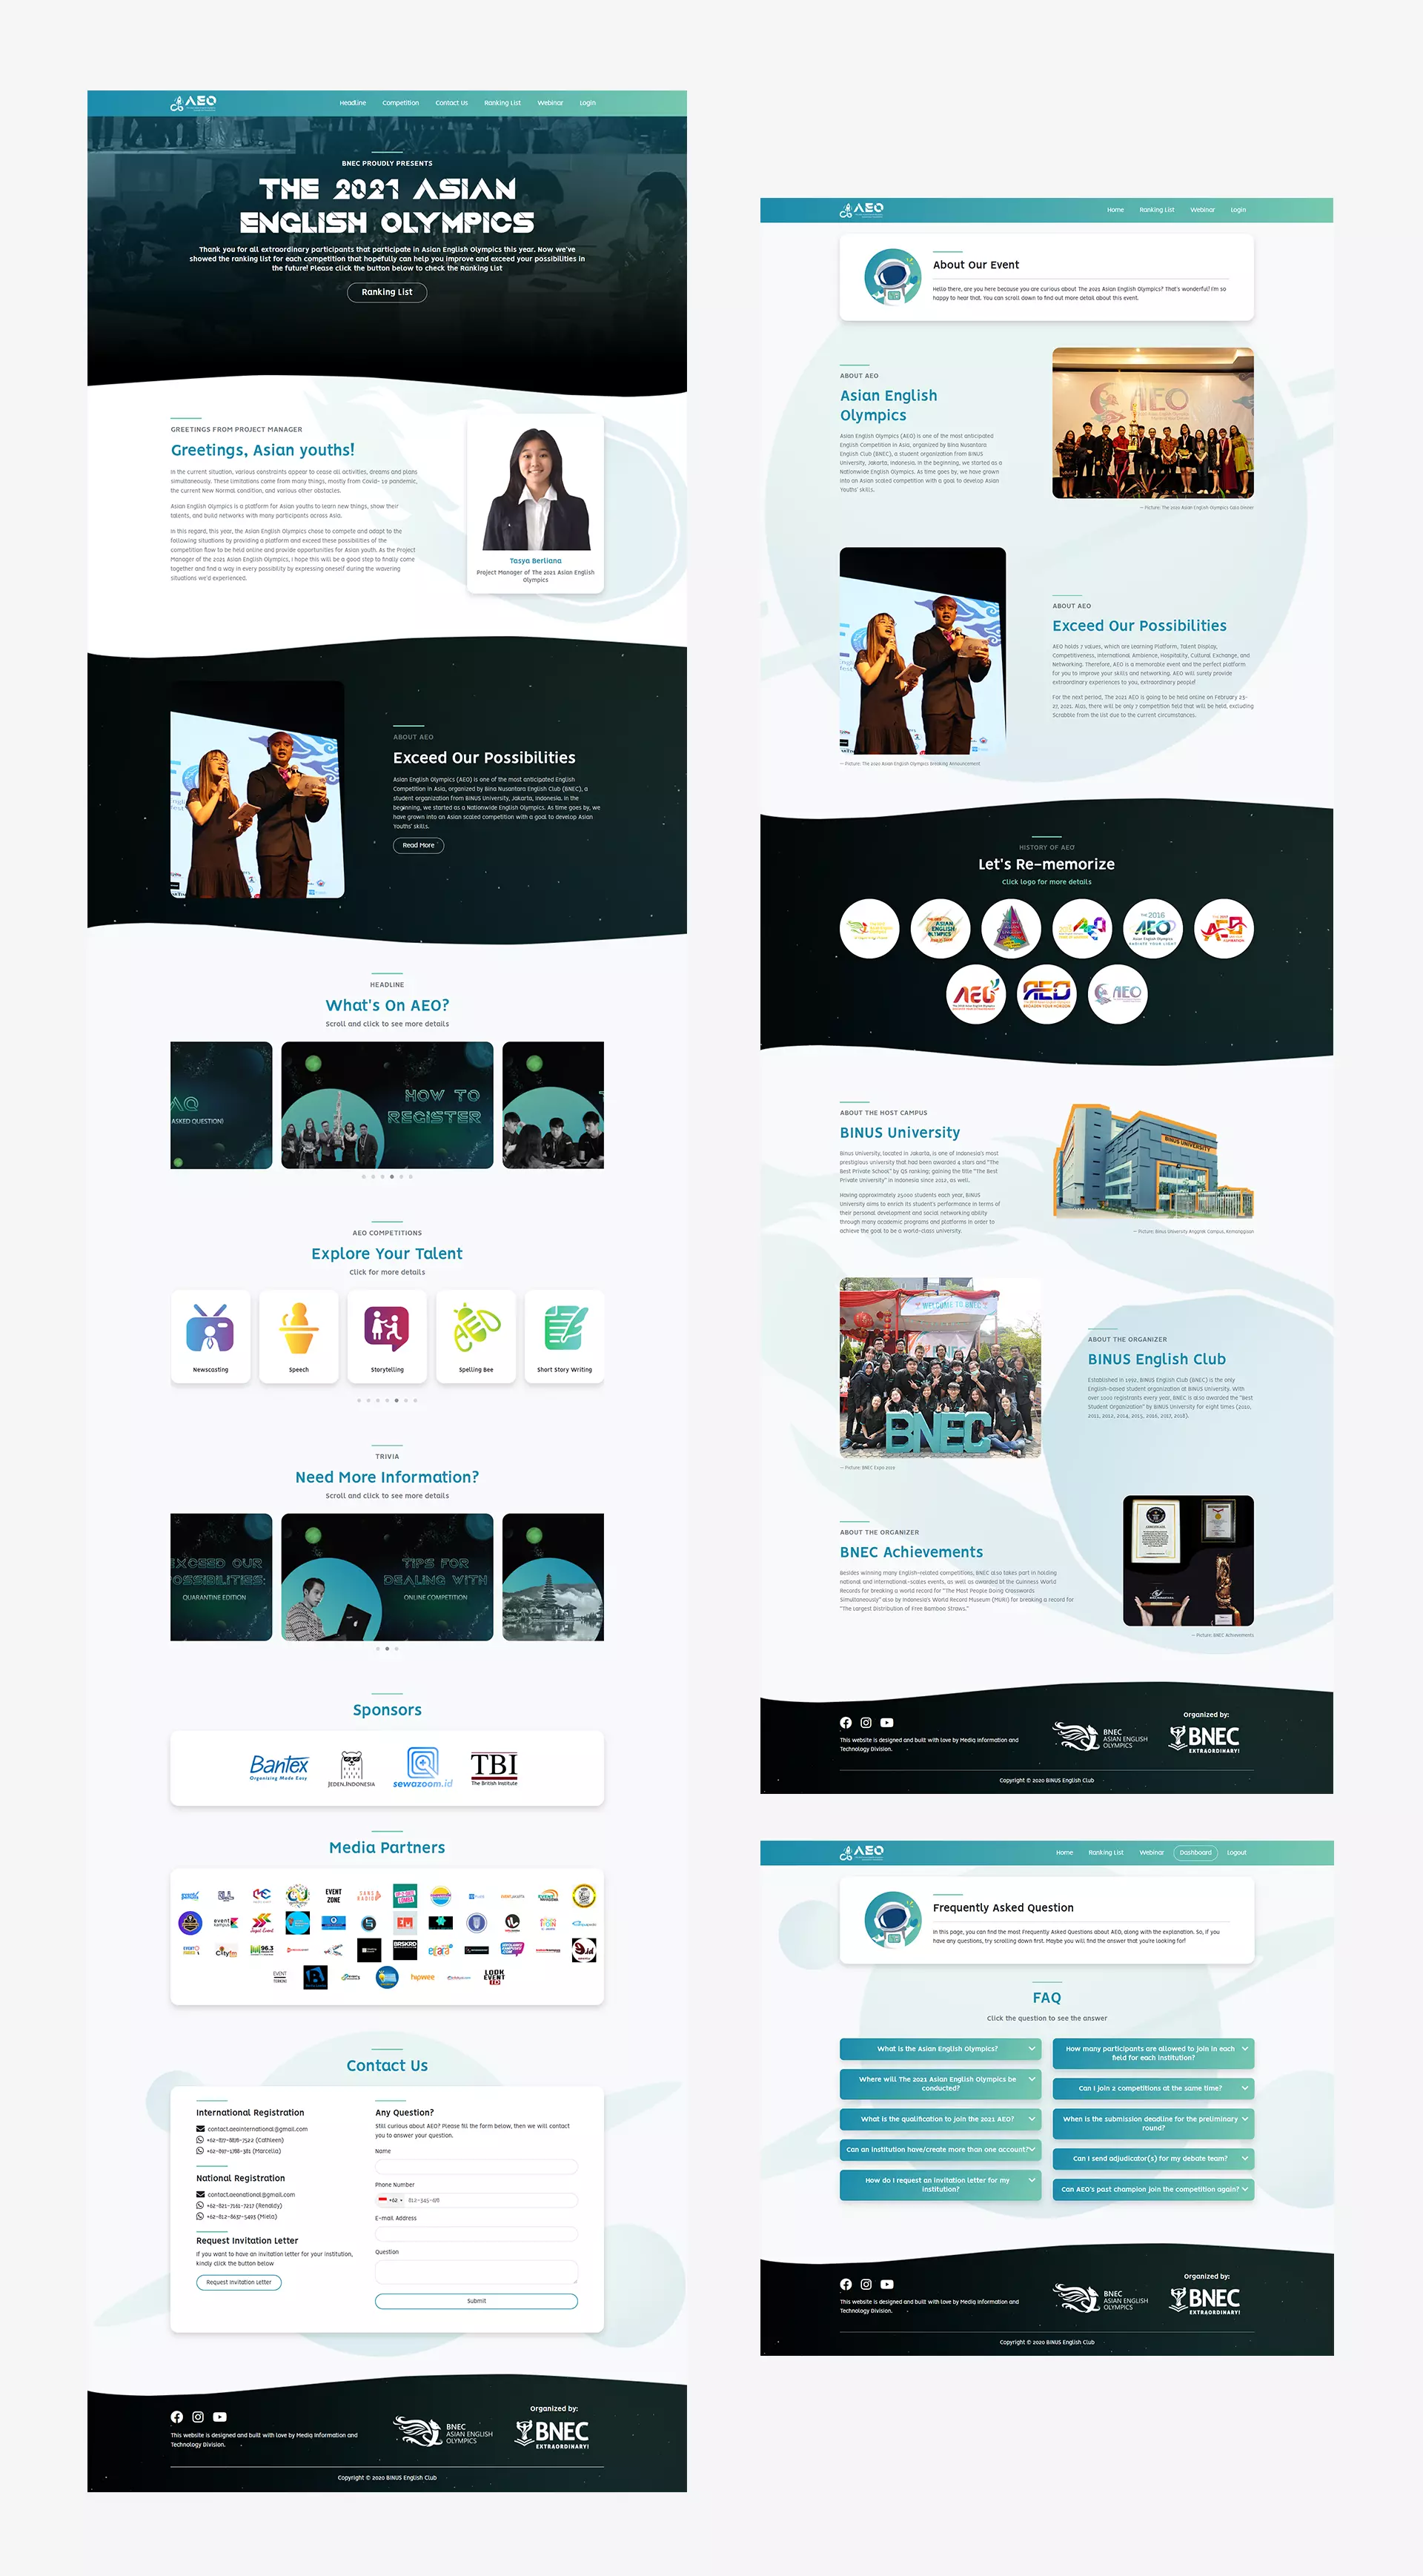 AEO
Headline
Competition
Contact Us
Ranking List
Webinar
Login
BNEC PROUDLY PRESENTS
THE 2021 ASIAN
ENGLISH OLYMPICS
Thank you for all extraordinary participants that participate in Asian English Olympics this year. Now we've
showed the ranking list for each competition that hopefully can help you improve and exceed your possibilities in
the future! Please click the button below to check the Ranking List
Ranking List
GREETINGS FROM PROJECT MANAGER
Greetings, Asian youths!
In the current situation, various constraints appear to cease all activities, dreams and plans
simultaneously. These limitations come from many things, mostly from Covid- 19 pandemic,
the current New Normal condition, and various other obstacles.
Asian English Olympics is a platform for Asian youths to learn new things, show their
talents, and build networks with many participants across Asia.
In this regard, this year, the Asian English Olympics chose to compete and adapt to the
following situations by providing a platform and exceed these possibilities of the
competition flow to be held online and provide opportunities for Asian youth. As the Project
Manager of the 2021 Asian English Olympics, I hope this will be a good step to finally come
together and find a way in every possibility by expressing oneself during the wavering
situations we'd experienced.
Tasya Berliana
Project Manager of The 2021 Asian English
Olympics
ABOUT AEO
Exceed Our Possibilities
Asian English Olympics (AEO) is one of the most anticipated English
Competition in Asia, organized by Bina Nusantara English Club (BNEC), a
student organization from BINUS University, Jakarta, Indonesia. In the
beginning, we started as a Nationwide English Olympics. As time goes by, we
have grown into an Asian scaled competition with a goal to develop Asian
Youths' skills.
Read More
HEADLINE
What's On AEO?
Scroll and click to see more details
AQ
ASKED QUESTION)
HOW TO
REGISTER
AEO COMPETITIONS
Explore Your Talent
Click for more details
Newscasting
Speech
Storytelling
Spelling Bee
Short Story Writing
TRIVIA
Need More Information?
Scroll and click to see more details
EXCEED OUR
OSSIBILITIES:
QUARANTINE EDITION
TIPS FOR
DEALING WITH
ONLINE COMPETITION
Sponsors
Bantex
Organising Made Easy
JEDEN.INDONESIA
sewazoom.id
TBI
The British Institute
Media Partners
EVENT
ZONE
SANS
RADIO
event
kampus
EM
City fm
96.3
BRSKRD
efara
hipwee
LOOK
EVENT
ID
Contact Us
International Registration
contact.aeointernational@gmail.com
+62-877-8878-7522 (Cathleen)
+62-897-1788-381 (Marcella)
National Registration
contact.aeonational@gmail.com
+62-821-7161-7217 (Renaldy)
+62-812-8637-5493 (Miela)
Request Invitation Letter
If you want to have an invitation letter for your institution,
kindly click the button below
Request Invitation Letter
Any Question?
Still curious about AEO? Please fill the form below, then we will contact
you to answer your question.
Name
Phone Number
+62
812-345-678
E-mail Address
Question
Submit
This website is designed and built with love by Media Information and
Technology Division.
BNEC
ASIAN ENGLISH
OLYMPICS
Organized by:
BNEC
EXTRAORDINARY!
Copyright © 2020 BINUS English Club
AEO
Home
Ranking List
Webinar
Login
About Our Event
Hello there, are you here because you are curious about The 2021 Asian English Olympics? That's wonderful! I'm so
happy to hear that. You can scroll down to find out more detail about this event.
ABOUT AEO
Asian English
Olympics
Asian English Olympics (AEO) is one of the most anticipated
English Competition in Asia, organized by Bina Nusantara
English Club (BNEC), a student organization from BINUS
University, Jakarta, Indonesia. In the beginning, we started as a
Nationwide English Olympics. As time goes by, we have grown
into an Asian scaled competition with a goal to develop Asian
Youths' skills.
AEO
— Picture: The 2020 Asian English Olympics Gala Dinner
— Picture: The 2020 Asian English Olympics Breaking Announcement
ABOUT AEO
Exceed Our Possibilities
AEO holds 7 values, which are Learning Platform, Talent Display,
Competitiveness, International Ambience, Hospitality, Cultural Exchange, and
Networking. Therefore, AEO is a memorable event and the perfect platform
for you to improve your skills and networking. AEO will surely provide
extraordinary experiences to you, extraordinary people!
For the next period, The 2021 AEO is going to be held online on February 23-
27, 2021. Alas, there will be only 7 competition field that will be held, excluding
Scrabble from the list due to the current circumstances.
HISTORY OF AEO
Let's Re-memorize
Click logo for more details
ASIAN
ENGLISH
OLYMPICS
THE 2016
AEO
Asian English Olympics
RADIATE YOUR LIGHT
AEO
AEO
AEO
BROADEN YOUR HORIZON
AEO
ABOUT THE HOST CAMPUS
BINUS University
Binus University, located in Jakarta, is one of Indonesia's most
prestigious university that had been awarded 4 stars and "The
Best Private School" by QS ranking; gaining the title "The Best
Private University" in Indonesia since 2012, as well.
Having approximately 25000 students each year, BINUS
University aims to enrich its student's performance in terms of
their personal development and social networking ability
through many academic programs and platforms in order to
achieve the goal to be a world-class university.
BINUS UNIVERSITY
— Picture: Binus University Anggrek Campus, Kemanggisan
WELCOME TO BNEC
BNEC
— Picture: BNEC Expo 2019
ABOUT THE ORGANIZER
BINUS English Club
Established in 1992, BINUS English Club (BNEC) is the only
English-based student organization at BINUS University. With
over 1000 registrants every year, BNEC is also awarded the "Best
Student Organization" by BINUS University for eight times (2010,
2011, 2012, 2014, 2015, 2016, 2017, 2018).
ABOUT THE ORGANIZER
BNEC Achievements
Besides winning many English-related competitions, BNEC also takes part in holding
national and international-scales events, as well as awarded bt the Guinness World
Records for breaking a world record for "The Most People Doing Crosswords
Simultaneously" also by Indonesia's World Record Museum (MURI) for breaking a record for
"The Largest Distribution of Free Bamboo Straws."
— Picture: BNEC Achievements
This website is designed and built with love by Media Information and
Technology Division.
BNEC
ASIAN ENGLISH
OLYMPICS
Organized by:
BNEC
EXTRAORDINARY!
Copyright © 2020 BINUS English Club
AEO
Home
Ranking List
Webinar
Dashboard
Logout
Frequently Asked Question
In this page, you can find the most Frequently Asked Questions about AEO, along with the explanation. So, if you
have any questions, try scrolling down first. Maybe you will find the answer that you're looking for!
FAQ
Click the question to see the answer
What is the Asian English Olympics?
Where will The 2021 Asian English Olympics be
conducted?
What is the qualification to join the 2021 AEO?
Can an institution have/create more than one account?
How do I request an invitation letter for my
institution?
How many participants are allowed to join in each
field for each institution?
Can I join 2 competitions at the same time?
When is the submission deadline for the preliminary
round?
Can I send adjudicator(s) for my debate team?
Can AEO's past champion join the competition again?
This website is designed and built with love by Media Information and
Technology Division.
BNEC
ASIAN ENGLISH
OLYMPICS
Organized by:
BNEC
EXTRAORDINARY!
Copyright © 2020 BINUS English Club